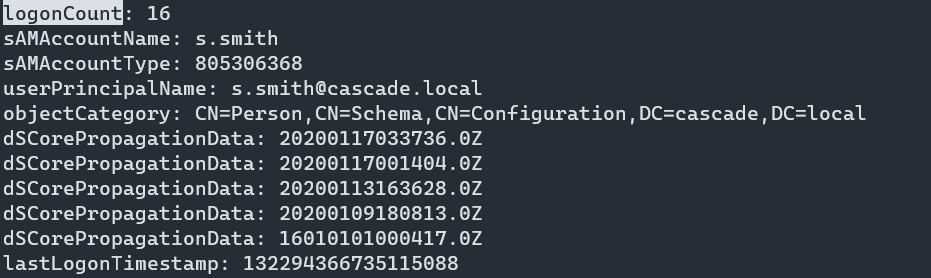 logonCount: 16
sAMAccountName: s.smith
sAMAccountType: 805306368
userPrincipalName: s.smith@cascade.local
objectCategory: CN=Person,CN=Schema,CN=Configuration,DC=cascade,DC=local
dSCorePropagationData: 20200117033736.0Z
dSCorePropagationData: 20200117001404.0Z
dSCorePropagationData: 20200113163628.0Z
dSCorePropagationData: 20200109180813.0Z
dSCorePropagationData: 16010101000417.0Z
lastLogonTimestamp: 132294366735115088